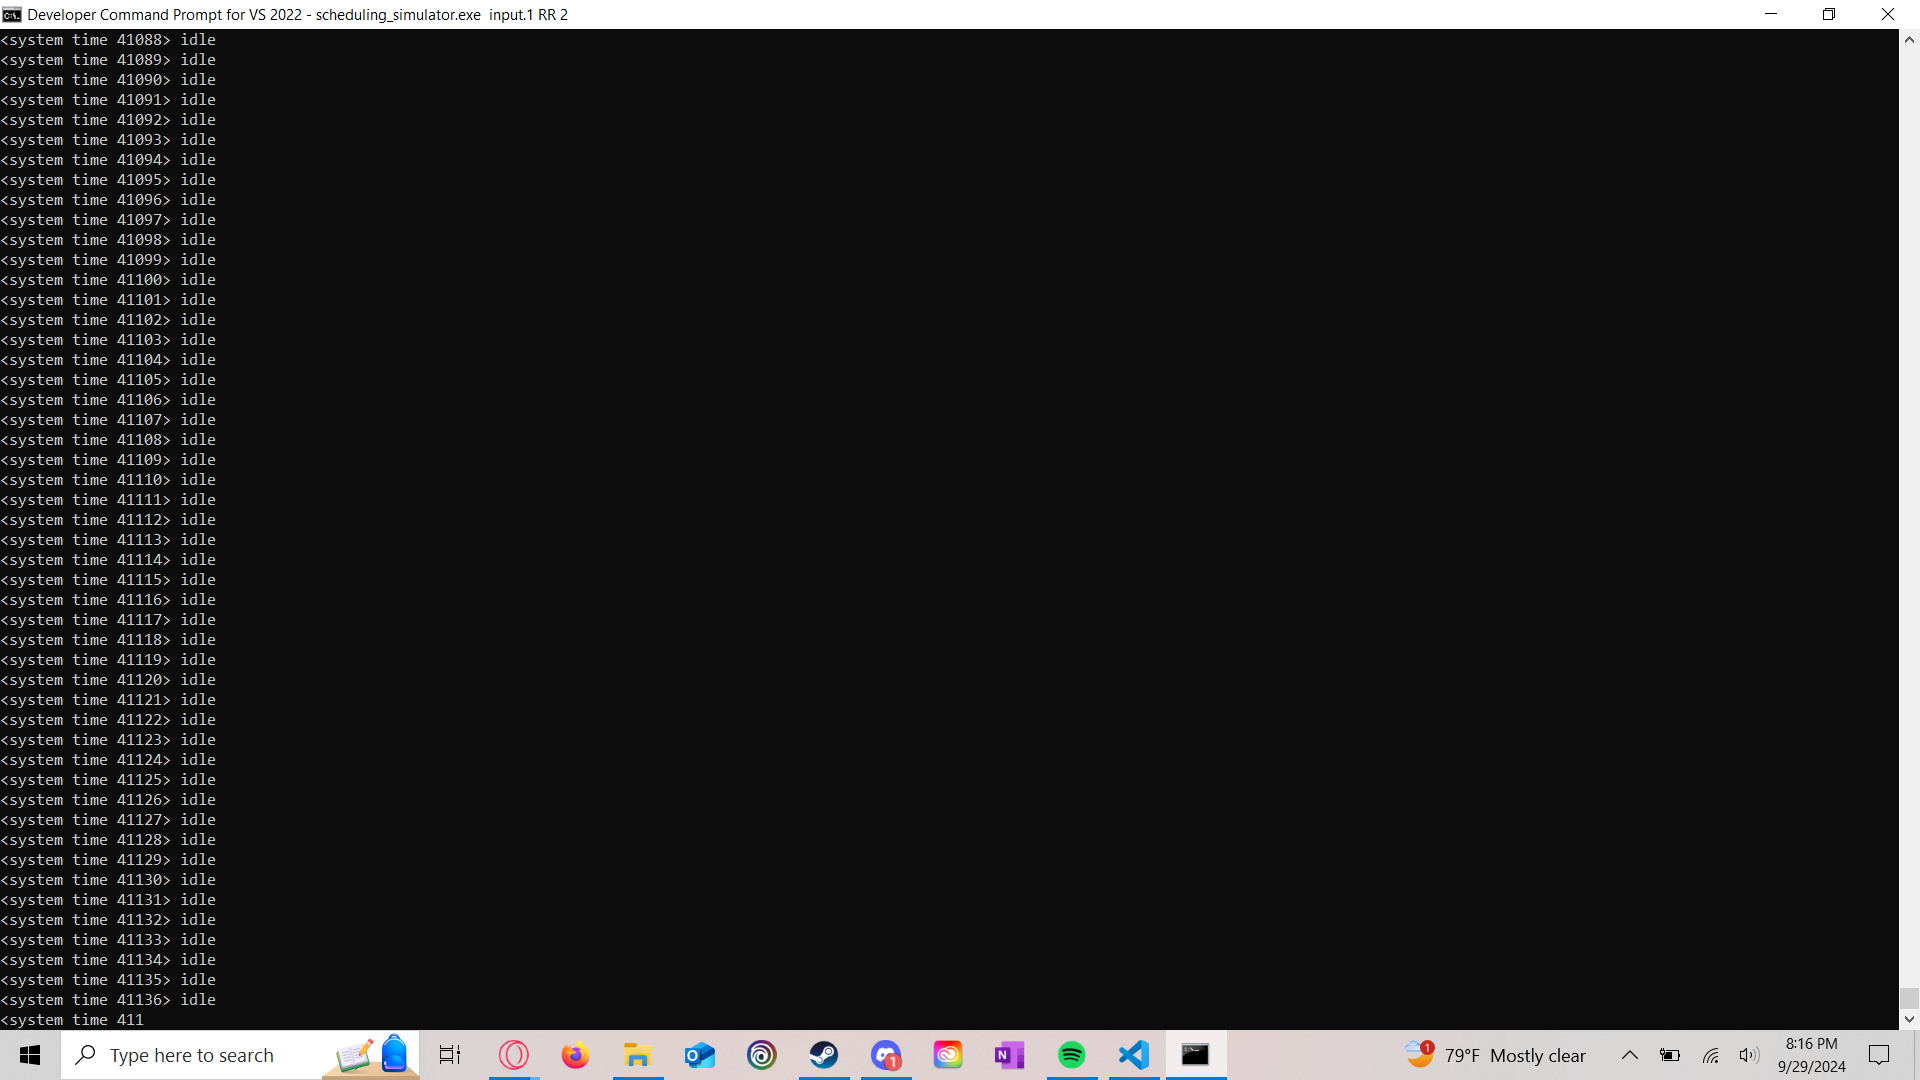 Developer Command Prompt for VS 2022 - scheduling_simulator.exe input.1 RR 2
<system time 41088> idle
<system time 41089> idle
<system time 41090> idle
<system time 41091> idle
<system time 41092> idle
<system time 41093> idle
<system time 41094> idle
<system time 41095> idle
<system time 41096> idle
<system time 41097> idle
<system time 41098> idle
<system time 41099> idle
<system time 41100> idle
<system time 41101> idle
<system time 41102> idle
<system time 41103> idle
<system time 41104> idle
<system time 41105> idle
<system time 41106> idle
<system time 41107> idle
<system time 41108> idle
<system time 41109> idle
<system time 41110> idle
<system time 41111> idle
<system time 41112> idle
<system time 41113> idle
<system time 41114> idle
<system time 41115> idle
<system time 41116> idle
<system time 41117> idle
<system time 41118> idle
<system time 41119> idle
<system time 41120> idle
<system time 41121> idle
<system time 41122> idle
<system time 41123> idle
<system time 41124> idle
<system time 41125> idle
<system time 41126> idle
<system time 41127> idle
<system time 41128> idle
<system time 41129> idle
<system time 41130> idle
<system time 41131> idle
<system time 41132> idle
<system time 41133> idle
<system time 41134> idle
<system time 41135> idle
<system time 41136> idle
<system time 411
Type here to search
1
1
79°F Mostly clear
8:16 PM
9/29/2024